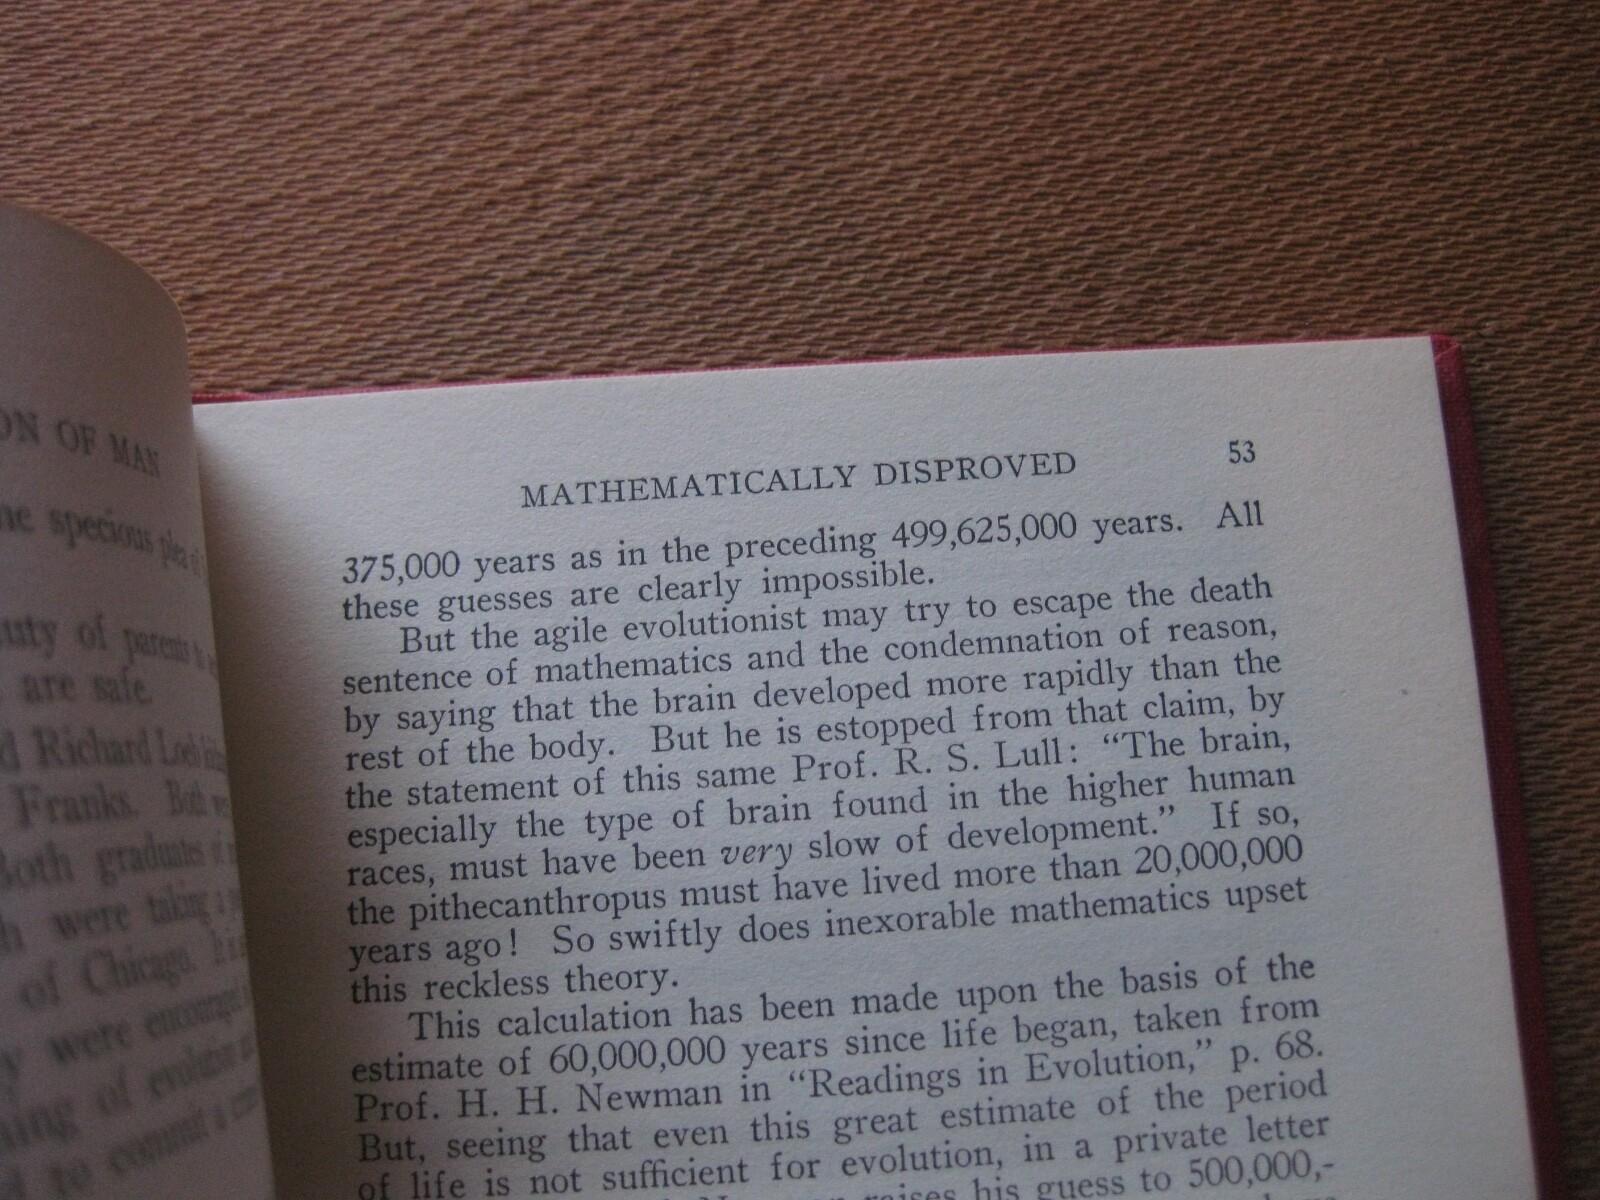 ON OF MAN
specious plea
uty of parents to
are safe.
Richard Loeb
Franks. Both
Both graduates of
were taking a
of Chicago.
were encouraged
of evolution
to commit a
MATHEMATICALLY DISPROVED 53
375,000 years as in the preceding 499,625,000 years. All
these guesses are clearly impossible.
But the agile evolutionist may try to escape the death
sentence of mathematics and the condemnation of reason,
by saying that the brain developed more rapidly than the
rest of the body. But he is estopped from that claim, by
the statement of this same Prof. R. S. Lull: “The brain,
especially the type of brain found in the higher human
races, must have been very slow of development.” If so,
the pithecanthropus must have lived more than 20,000,000
years ago! So swiftly does inexorable mathematics upset
this reckless theory.
This calculation has been made upon the basis of the
estimate of 60,000,000 years since life began, taken from
Prof. H. H. Newman in “Readings in Evolution,” p. 68.
But, seeing that even this great estimate of the period
of life is not sufficient for evolution, in a private letter
raises his guess to 500,000,-